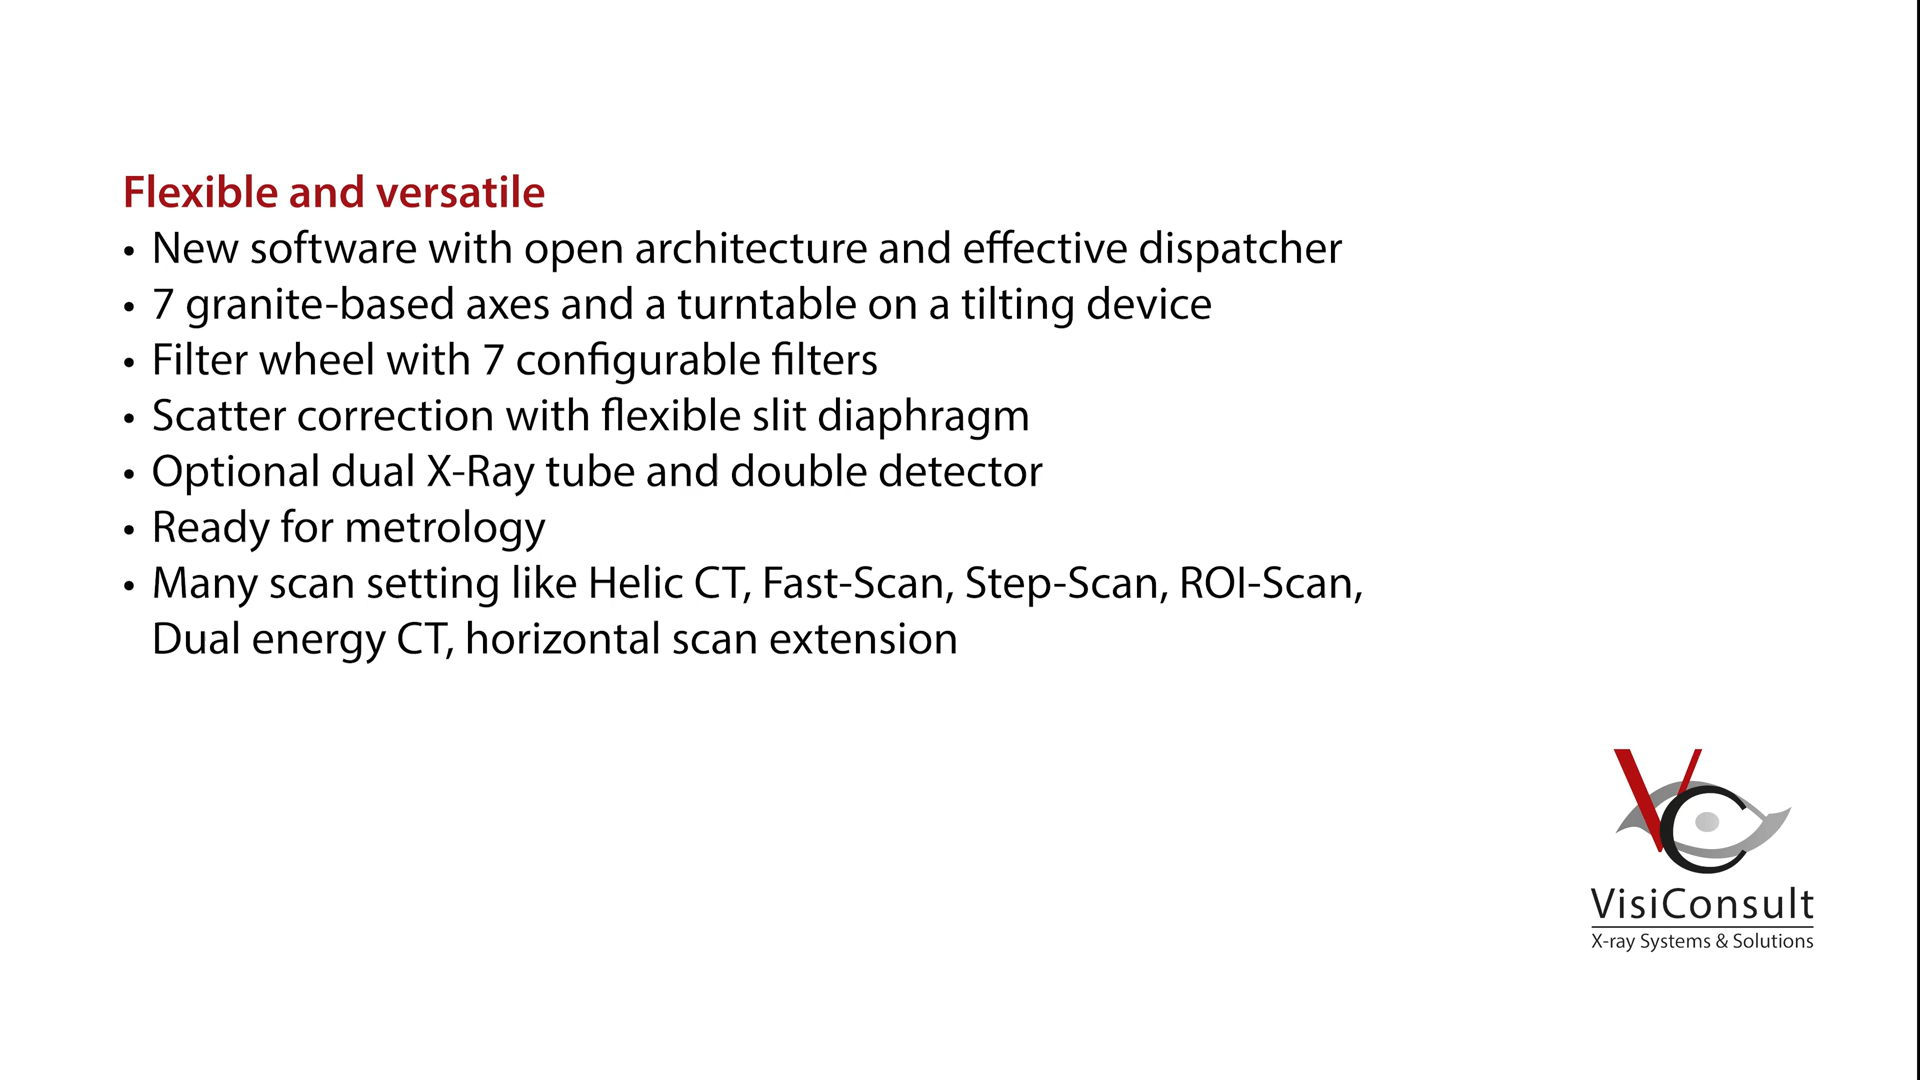 Flexible and versatile
• New software with open architecture and effective dispatcher
• 7 granite-based axes and a turntable on a tilting device
• Filter wheel with 7 configurable filters
• Scatter correction with flexible slit diaphragm
• Optional dual X-Ray tube and double detector
• Ready for metrology
• Many scan setting like Helic CT, Fast-Scan, Step-Scan, ROI-Scan,
Dual energy CT, horizontal scan extension
VC
VisiConsult
X-ray Systems & Solutions